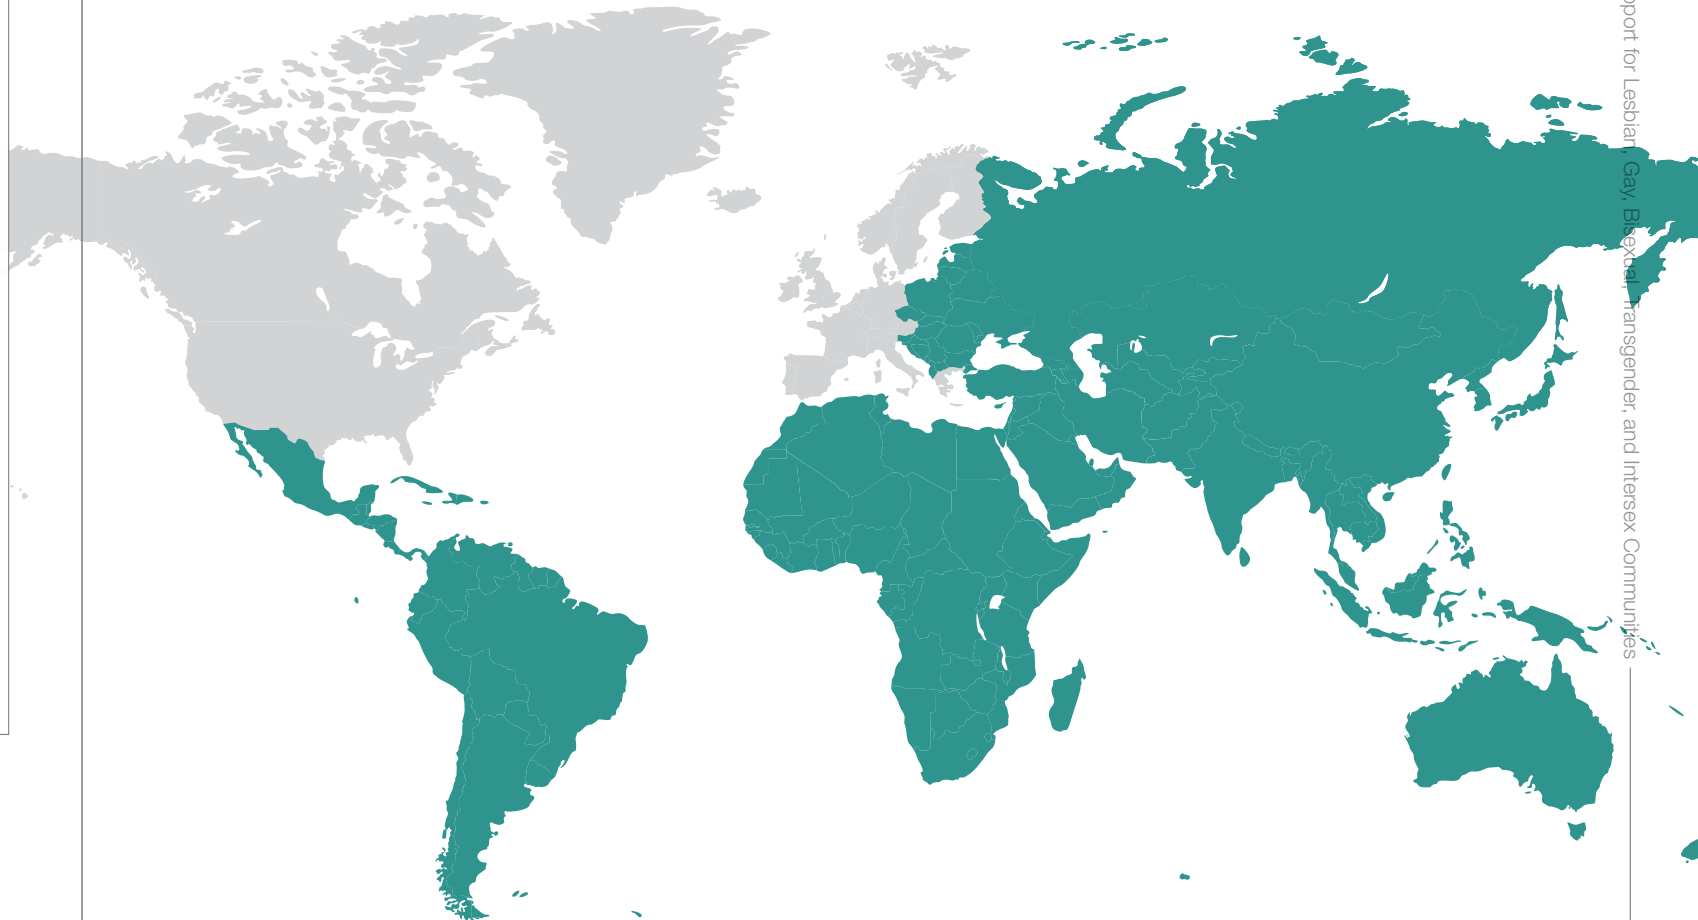 for Lesbian, Gay, Bisexual, Transgender, and Intersex Communities